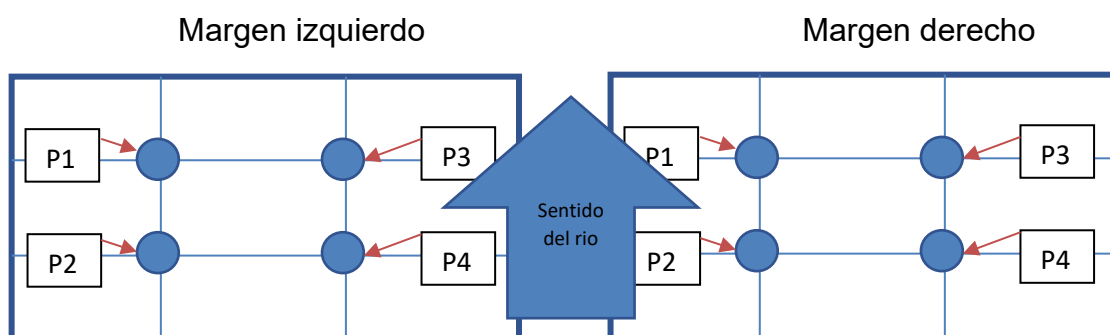 Margen izquierdo
Margen derecho
P1
P3
P1
P3
Sentido
del rio
P2
P4
P2
P4